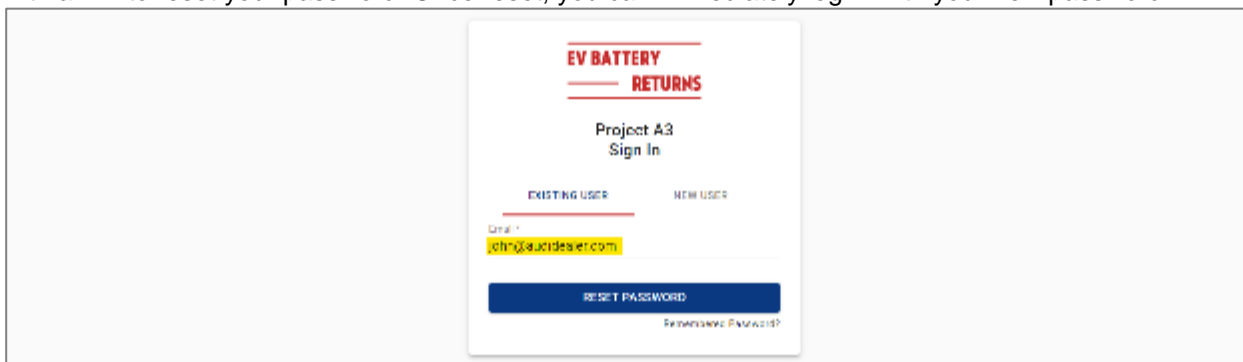 EV BATTERY
RETURNS
Project A3
Sign In
EXISTING USER NEW USER
Email *
john@audidealer.com
RESET PASSWORD
Remembered Password?